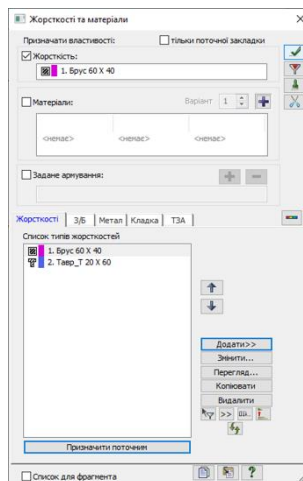 Жорсткості та матеріали
Призначати властивості:
тільки поточної закладки
Жорсткість:
1. Брус 60 X 40
Матеріали:
Варіант 1
<немає> <немає> <немає>
Задане армування:
Жорсткості З/Б Метал Кладка ТЗА
Список типів жорсткостей
1. Брус 60 X 40
2. Тавр_T 20 X 60
Додати>>
Змінити...
Перегляд...
Копіювати
Видалити
>>
Призначити поточним
Список для фрагмента